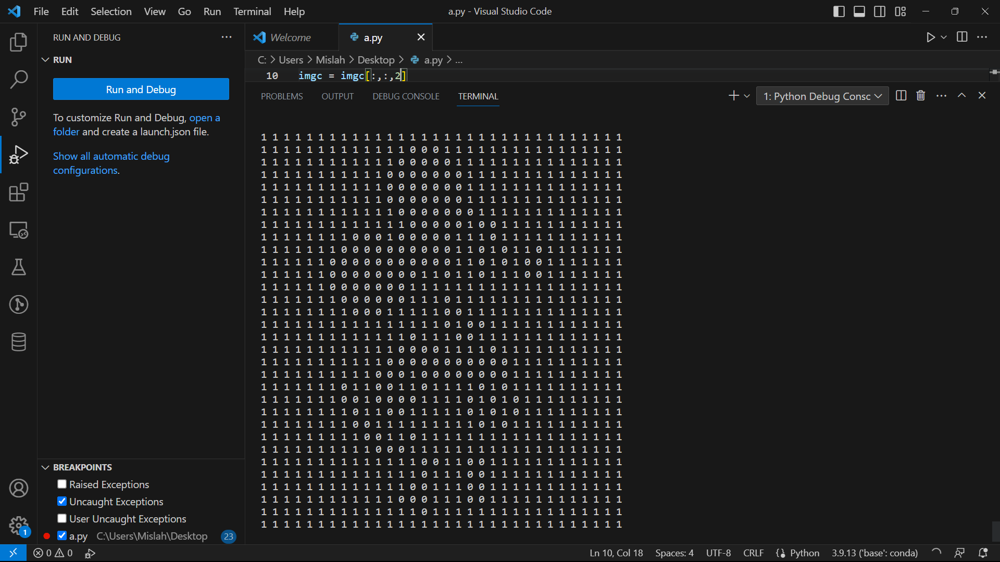 File Edit Selection View Go Run Terminal Help
a.py - Visual Studio Code
RUN AND DEBUG
RUN
Run and Debug
To customize Run and Debug, open a
folder and create a launch.json file.
Show all automatic debug
configurations.
BREAKPOINTS
Raised Exceptions
Uncaught Exceptions
User Uncaught Exceptions
a.py C:\Users\Mislah\Desktop 23
1
Welcome a.py
C: > Users > Mislah > Desktop > a.py > ...
10 imgc = imgc[:,:,2]
PROBLEMS OUTPUT DEBUG CONSOLE TERMINAL
1: Python Debug Consc
1 1 1 1 1 1 1 1 1 1 1 1 1 1 1 1 1 1 1 1 1 1 1 1 1 1 1 1 1 1 1 1
1 1 1 1 1 1 1 1 1 1 1 1 1 0 0 0 1 1 1 1 1 1 1 1 1 1 1 1 1 1 1 1
1 1 1 1 1 1 1 1 1 1 1 1 0 0 0 0 0 1 1 1 1 1 1 1 1 1 1 1 1 1 1 1
1 1 1 1 1 1 1 1 1 1 1 0 0 0 0 0 0 0 1 1 1 1 1 1 1 1 1 1 1 1 1 1
1 1 1 1 1 1 1 1 1 1 1 0 0 0 0 0 0 0 1 1 1 1 1 1 1 1 1 1 1 1 1 1
1 1 1 1 1 1 1 1 1 1 1 0 0 0 0 0 0 0 1 1 1 1 1 1 1 1 1 1 1 1 1 1
1 1 1 1 1 1 1 1 1 1 1 1 0 0 0 0 0 0 0 1 1 1 1 1 1 1 1 1 1 1 1 1
1 1 1 1 1 1 1 1 1 1 1 1 1 0 0 0 0 0 1 0 0 1 1 1 1 1 1 1 1 1 1 1
1 1 1 1 1 1 1 1 0 0 0 1 0 0 0 0 0 1 1 1 0 1 1 1 1 1 1 1 1 1 1 1
1 1 1 1 1 1 1 0 0 0 0 0 0 0 0 0 0 1 1 0 1 0 1 1 0 1 1 1 1 1 1 1
1 1 1 1 1 1 0 0 0 0 0 0 0 0 0 0 0 1 1 0 1 0 1 0 0 1 1 1 1 1 1 1
1 1 1 1 1 1 0 0 0 0 0 0 0 0 1 1 0 1 1 0 1 1 1 0 0 1 1 1 1 1 1 1
1 1 1 1 1 1 0 0 0 0 0 0 0 1 1 1 1 1 1 1 1 1 1 1 1 1 1 1 1 1 1 1
1 1 1 1 1 1 1 0 0 0 0 0 0 1 1 1 0 1 1 1 1 1 1 1 1 1 1 1 1 1 1 1
1 1 1 1 1 1 1 1 0 0 0 1 1 1 1 1 0 0 1 1 1 1 1 1 1 1 1 1 1 1 1 1
1 1 1 1 1 1 1 1 1 1 1 1 1 1 1 1 0 1 0 0 1 1 1 1 1 1 1 1 1 1 1 1
1 1 1 1 1 1 1 1 1 1 1 1 1 0 1 1 1 0 0 1 1 1 1 1 1 1 1 1 1 1 1 1
1 1 1 1 1 1 1 1 1 1 1 1 0 0 0 0 1 1 1 1 0 1 1 1 1 1 1 1 1 1 1 1
1 1 1 1 1 1 1 1 1 1 1 0 0 0 0 0 0 0 0 0 0 0 1 1 1 1 1 1 1 1 1 1
1 1 1 1 1 1 1 1 1 1 0 0 0 1 0 0 0 0 0 0 0 0 1 1 1 1 1 1 1 1 1 1
1 1 1 1 1 1 1 0 1 1 0 0 1 1 0 1 1 1 1 0 1 0 1 1 1 1 1 1 1 1 1 1
1 1 1 1 1 1 1 0 0 1 0 0 0 0 1 1 1 1 0 1 0 1 0 1 1 1 1 1 1 1 1 1
1 1 1 1 1 1 1 1 0 1 1 0 0 1 1 1 1 1 0 1 0 1 0 1 1 1 1 1 1 1 1 1
1 1 1 1 1 1 1 1 0 0 1 1 1 1 1 1 1 1 1 0 1 0 1 1 1 1 1 1 1 1 1 1
1 1 1 1 1 1 1 1 1 0 0 1 1 0 1 1 1 1 1 1 1 1 1 1 1 1 1 1 1 1 1 1
1 1 1 1 1 1 1 1 1 1 0 0 0 1 1 1 1 1 1 1 1 1 1 1 1 1 1 1 1 1 1 1
1 1 1 1 1 1 1 1 1 1 1 1 1 1 0 0 1 1 0 0 1 1 1 1 1 1 1 1 1 1 1 1
1 1 1 1 1 1 1 1 1 1 1 1 1 1 0 1 1 1 0 0 1 1 1 1 1 1 1 1 1 1 1 1
1 1 1 1 1 1 1 1 1 1 1 1 1 0 0 1 1 1 0 0 1 1 1 1 1 1 1 1 1 1 1 1
1 1 1 1 1 1 1 1 1 1 1 1 0 0 0 1 1 1 0 0 1 1 1 1 1 1 1 1 1 1 1 1
1 1 1 1 1 1 1 1 1 1 1 1 1 1 0 1 1 1 1 1 1 1 1 1 1 1 1 1 1 1 1 1
1 1 1 1 1 1 1 1 1 1 1 1 1 1 1 1 1 1 1 1 1 1 1 1 1 1 1 1 1 1 1 1
0 0 Ln 10, Col 18 Spaces: 4 UTF-8 CRLF Python 3.9.13 ('base': conda)